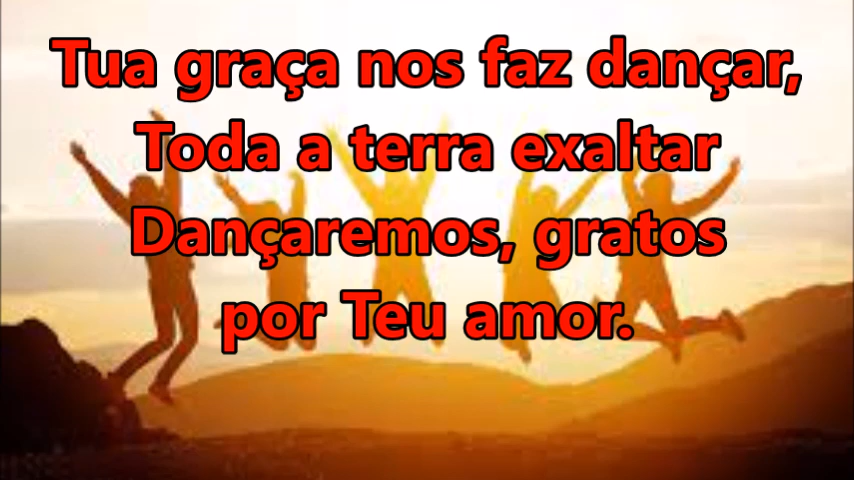 Tua graça nos faz dançar,
Toda a terra exaltar
Dançaremos, gratos
por Teu amor.